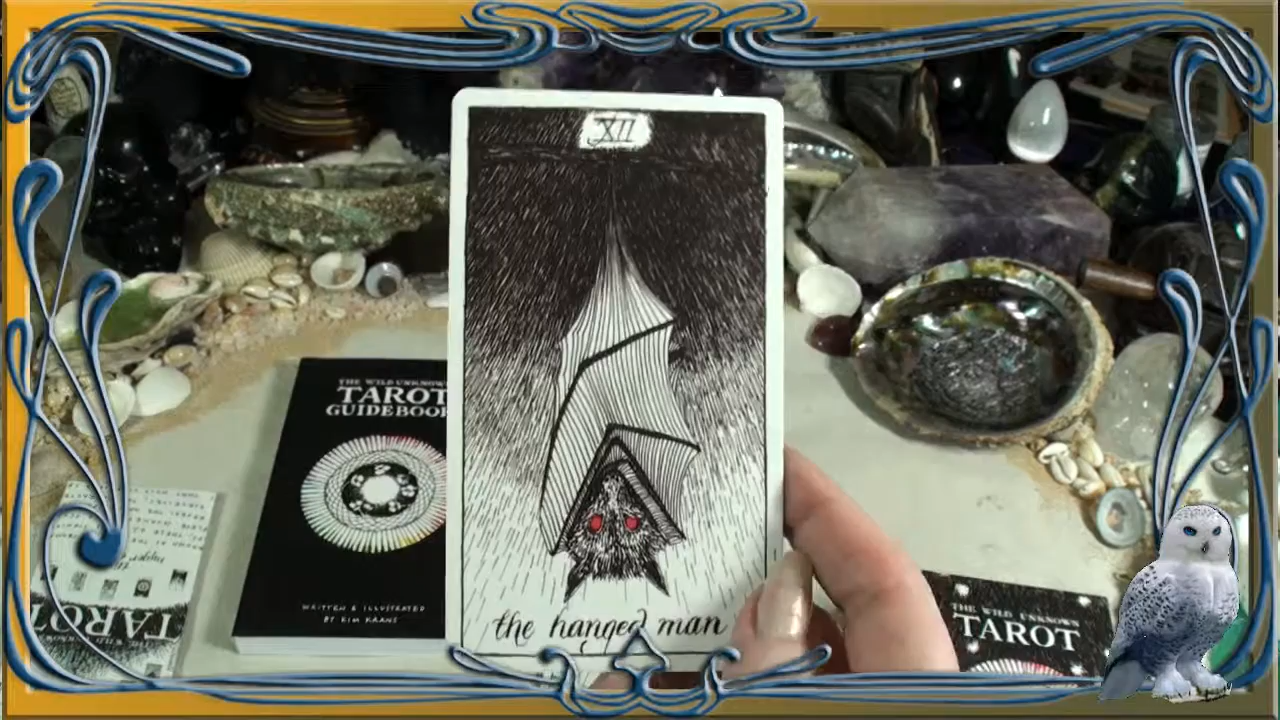 XII
the hanged man
THE WILD UNKNOWN
TAROT
GUIDEBOOK
WRITTEN & ILLUSTRATED
BY KIM KRANS
THE WILD UNKNOWN
TAROT
TAROT